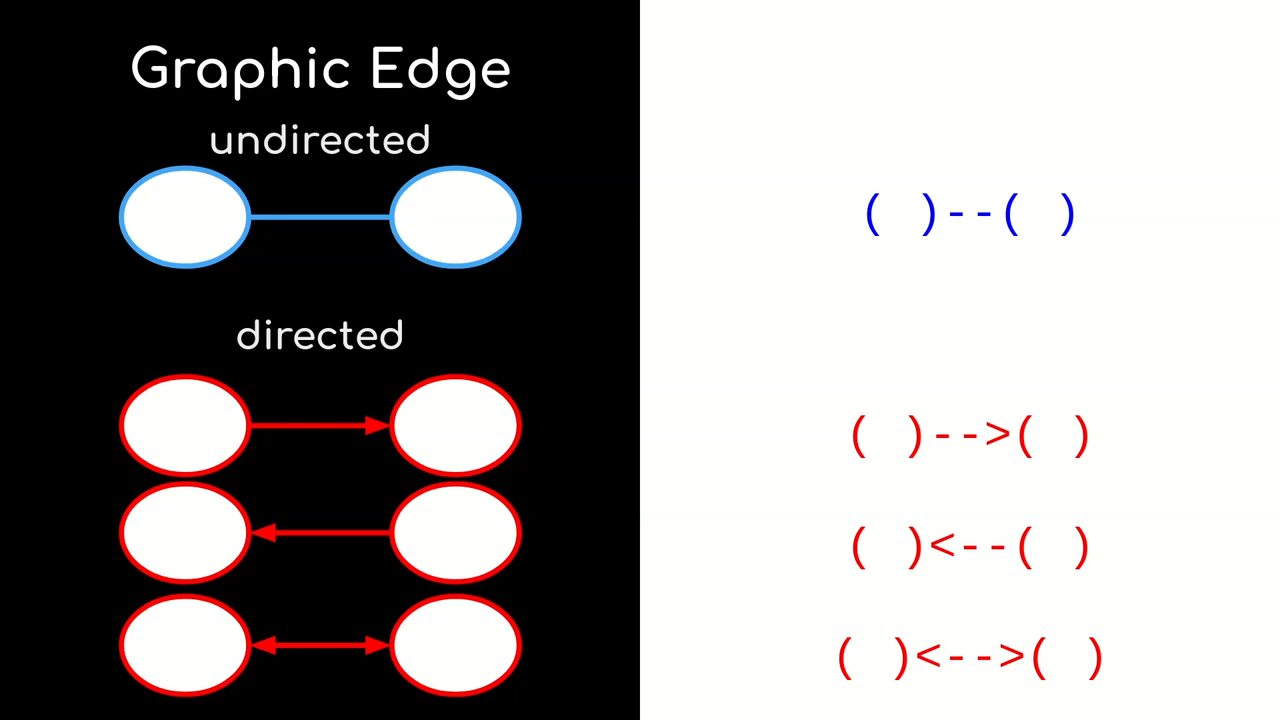 Graphic Edge
undirected
( )--( )
directed
( )-->( )
( )<--( )
( )<-->( )